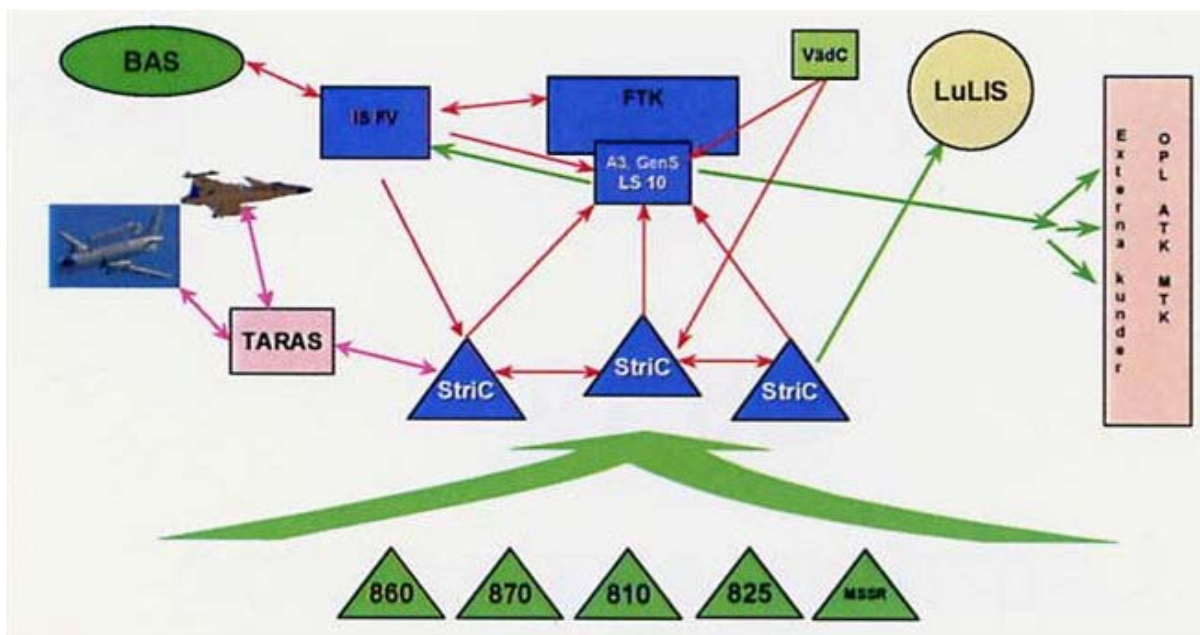 BAS
VädC
IS FV
FTK
LuLIS
A3, GenS
LS 10
Externa kunder
OPL ATK MTK
TARAS
StriC
StriC
StriC
860
870
810
825
MSSR